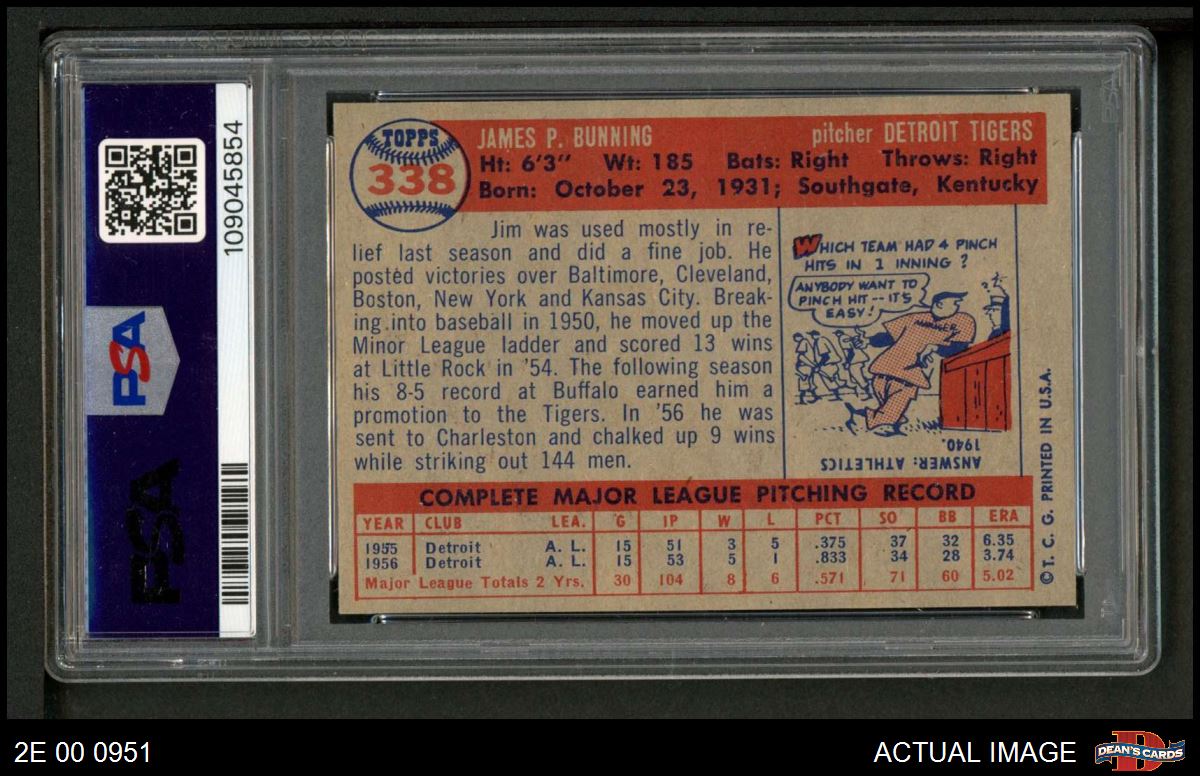 109045854
PSA
PSA
TOPPS
338
JAMES P. BUNNING pitcher DETROIT TIGERS
Ht: 6'3" Wt: 185 Bats: Right Throws: Right
Born: October 23, 1931; Southgate, Kentucky
Jim was used mostly in re-
lief last season and did a fine job. He
posted victories over Baltimore, Cleveland,
Boston, New York and Kansas City. Break-
ing into baseball in 1950, he moved up the
Minor League ladder and scored 13 wins
at Little Rock in '54. The following season
his 8-5 record at Buffalo earned him a
promotion to the Tigers. In '56 he was
sent to Charleston and chalked up 9 wins
while striking out 144 men.
WHICH TEAM HAD 4 PINCH
HITS IN 1 INNING ?
ANYBODY WANT TO
PINCH HIT -- IT'S
EASY!
MANAGER
ANSWER: ATHLETICS
1940.
© T. C. G. PRINTED IN U.S.A.
COMPLETE MAJOR LEAGUE PITCHING RECORD
YEAR CLUB LEA. G IP W L PCT SO BB ERA
1955 Detroit A. L. 15 51 3 5 .375 37 32 6.35
1956 Detroit A. L. 15 53 5 1 .833 34 28 3.74
Major League Totals 2 Yrs. 30 104 8 6 .571 71 60 5.02
2E 00 0951
ACTUAL IMAGE
DEAN'S CARDS